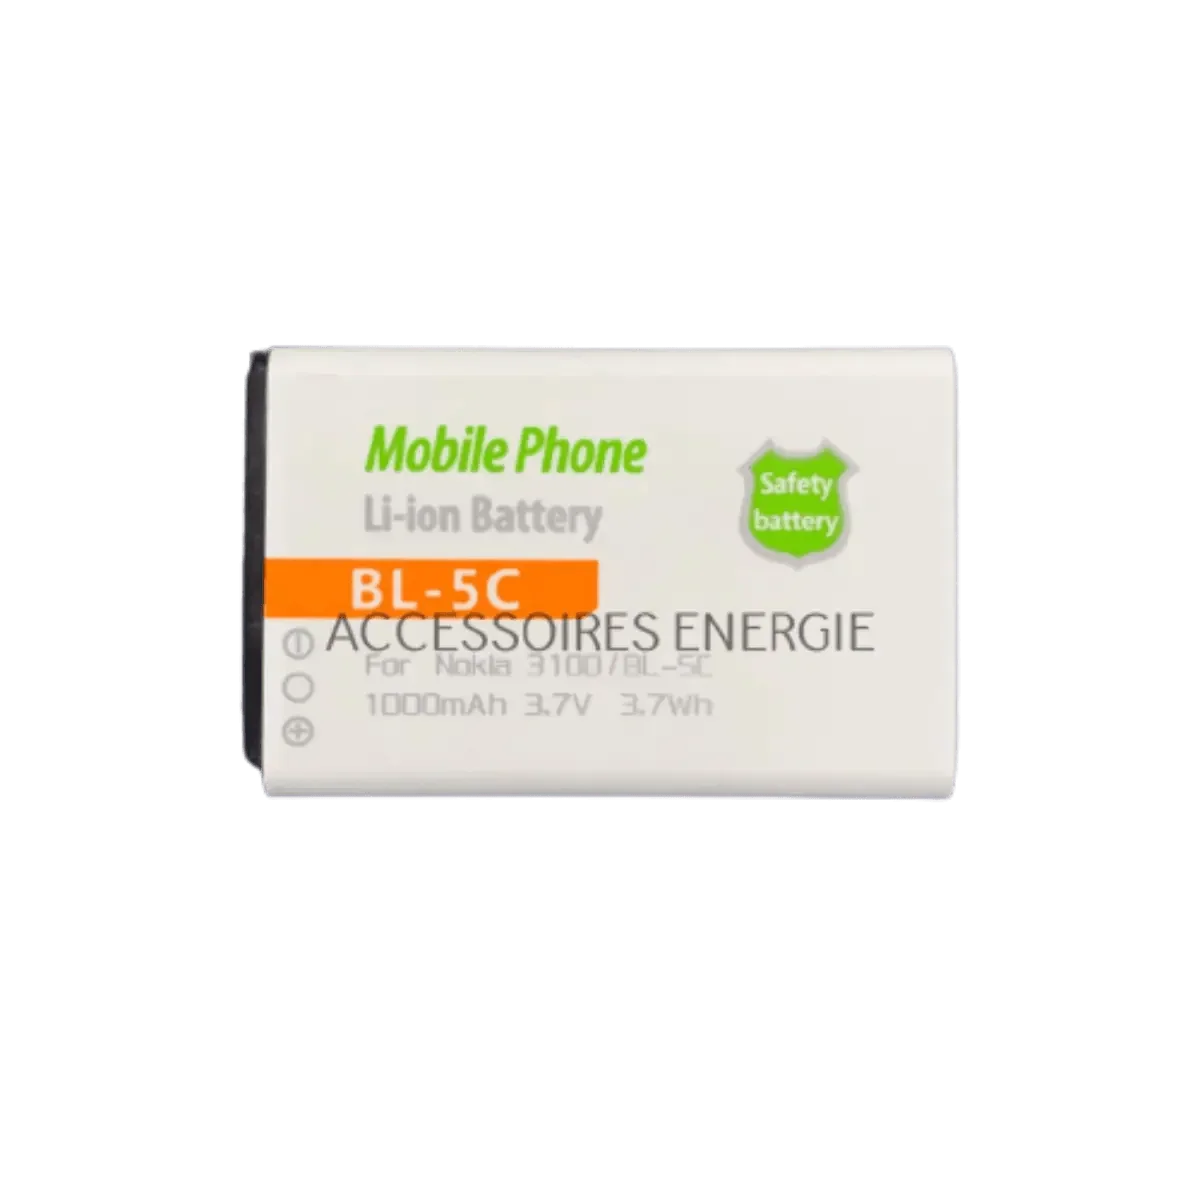 Mobile Phone
Li-ion Battery
Safety
battery
BL-5C
ACCESSOIRES ENERGIE
For Nokla 3100/BL-5C
1000mAh 3.7V 3.7Wh